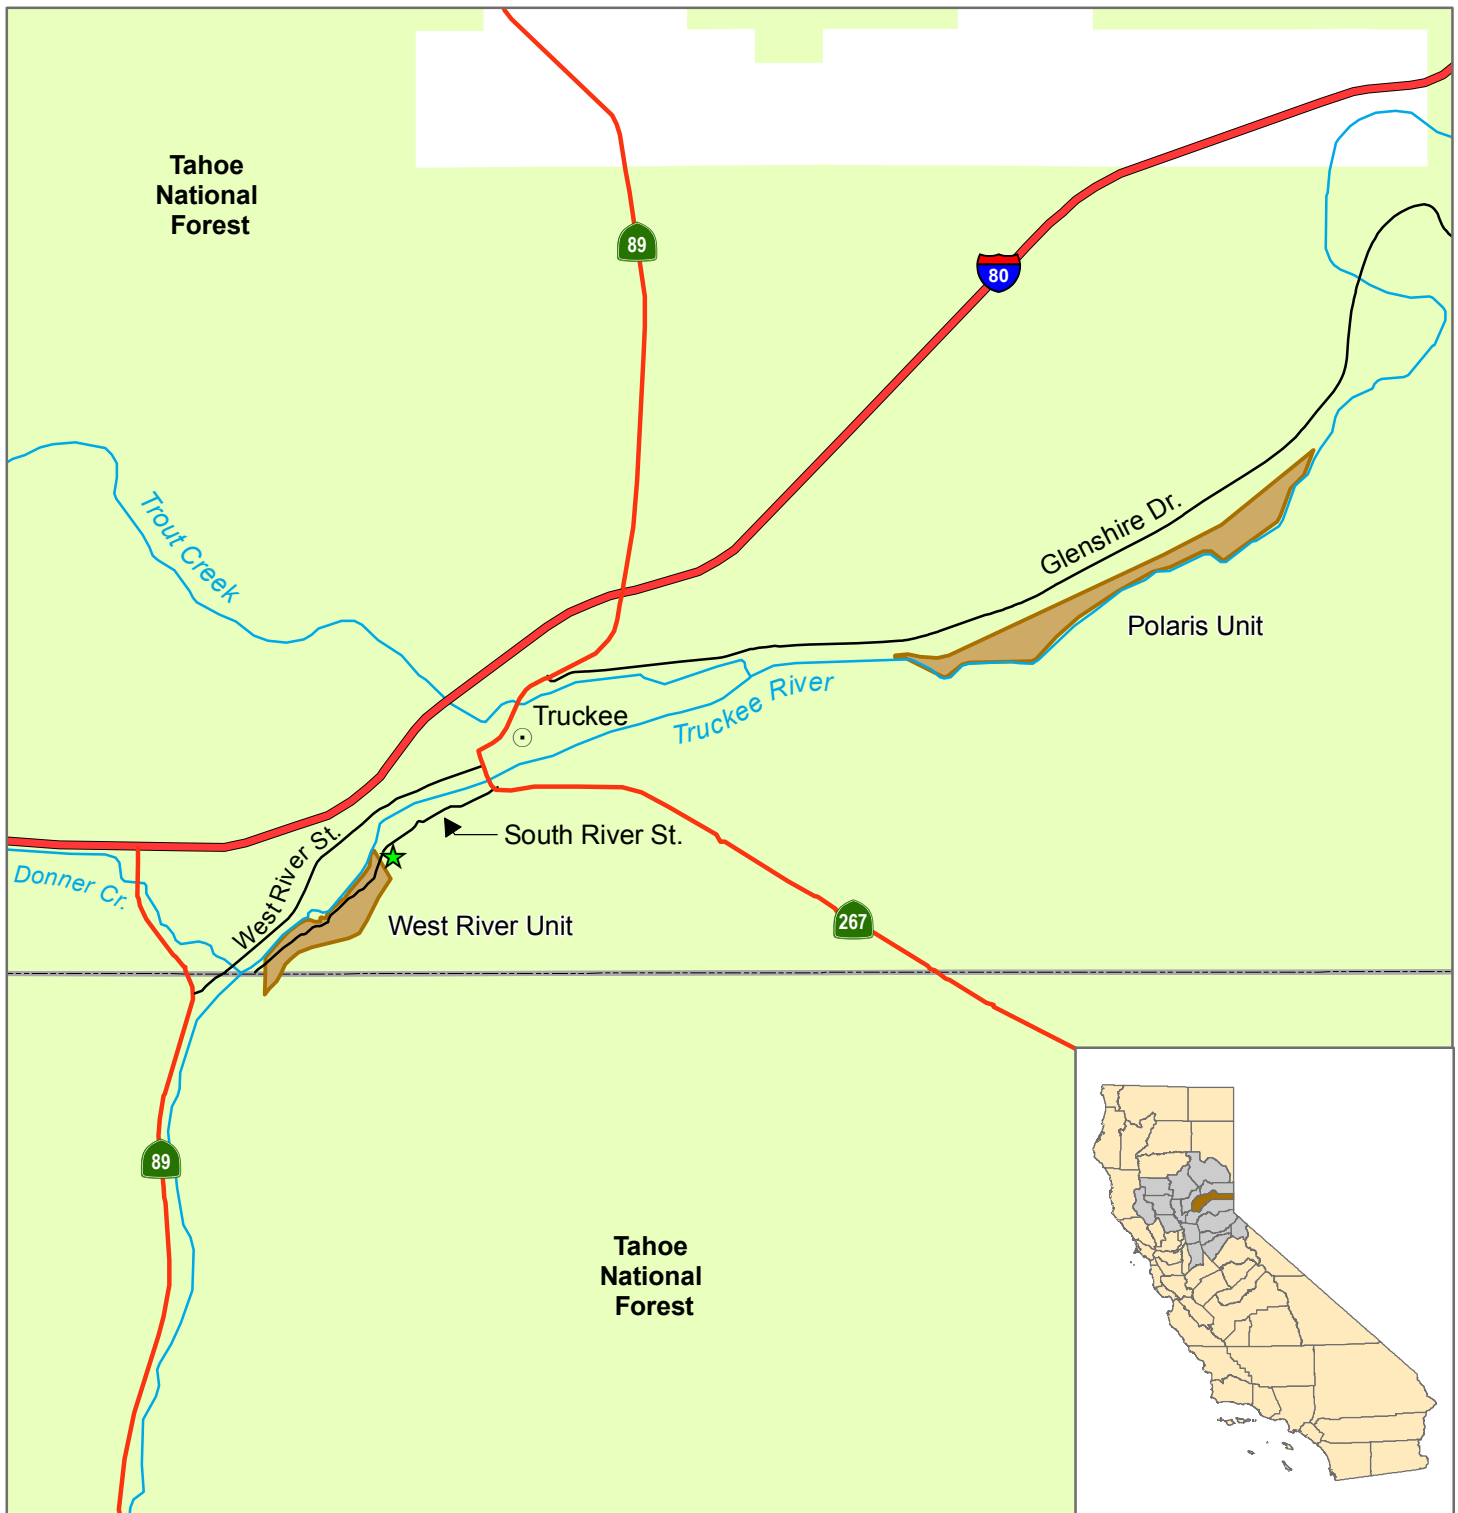 Tahoe
National
Forest
89
80
Trout Creek
Glenshire Dr.
Polaris Unit
Truckee River
Truckee
South River St.
West River St.
Donner Cr.
West River Unit
267
89
Tahoe
National
Forest